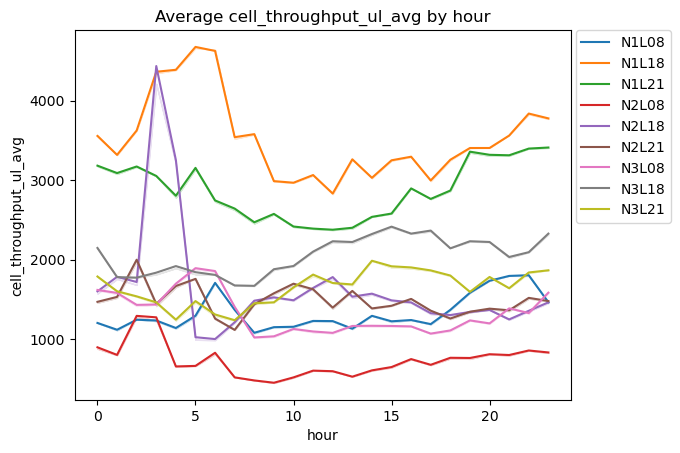 Average cell_throughput_ul_avg by hour
cell_throughput_ul_avg
4000
3000
2000
1000
0
5
10
15
20
hour
N1L08
N1L18
N1L21
N2L08
N2L18
N2L21
N3L08
N3L18
N3L21